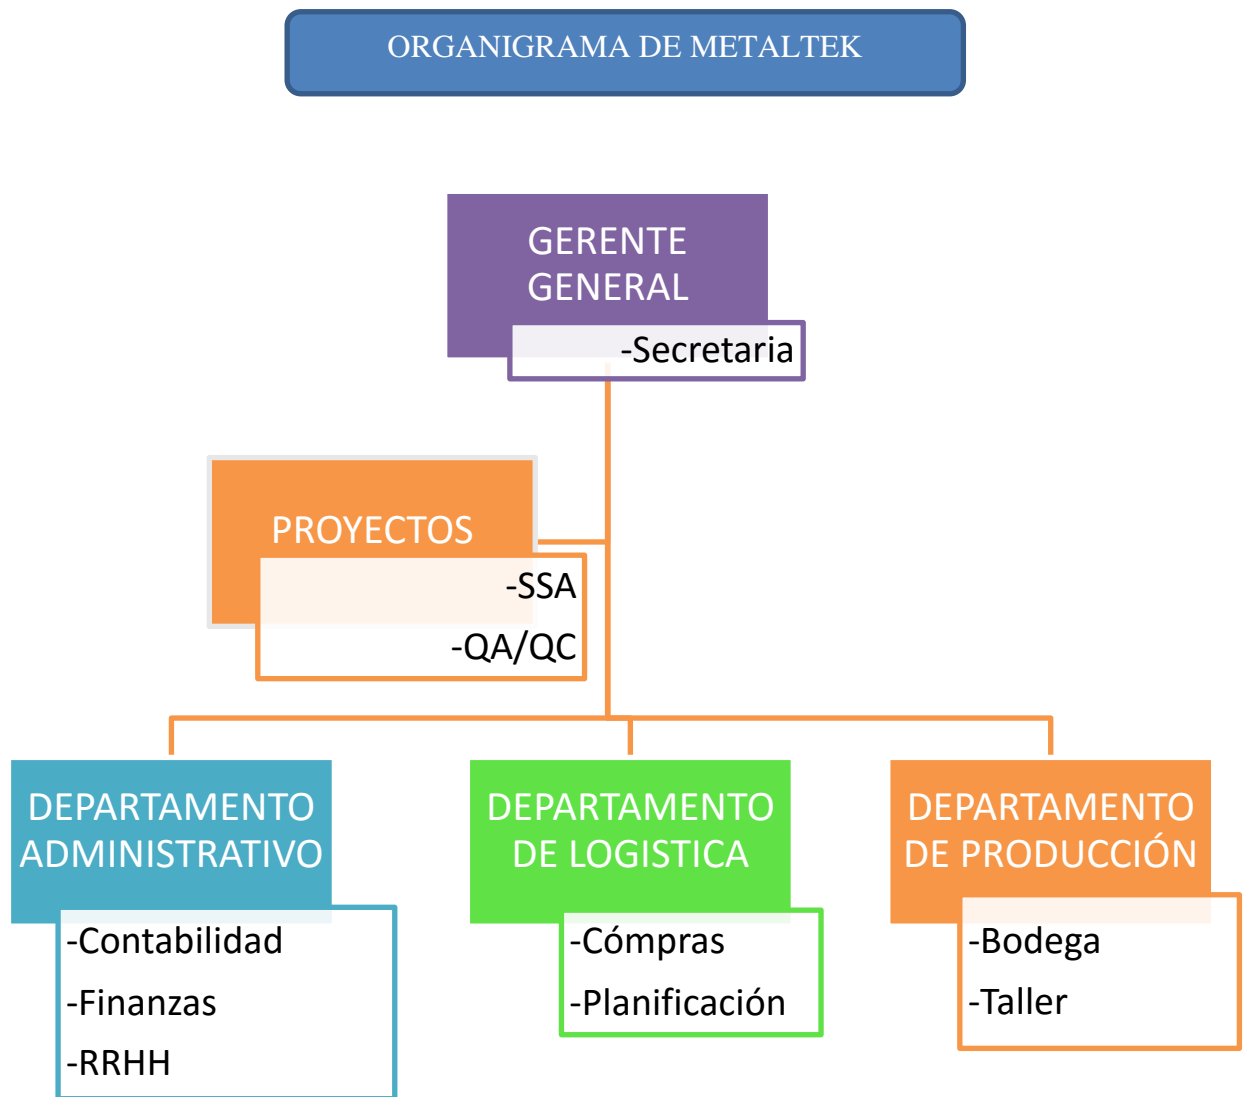 ORGANIGRAMA DE METALTEK
GERENTE
GENERAL
-Secretaria
PROYECTOS
-SSA
-QA/QC
DEPARTAMENTO
ADMINISTRATIVO
-Contabilidad
-Finanzas
-RRHH
DEPARTAMENTO
DE LOGISTICA
-Cómpras
-Planificación
DEPARTAMENTO
DE PRODUCCIÓN
-Bodega
-Taller